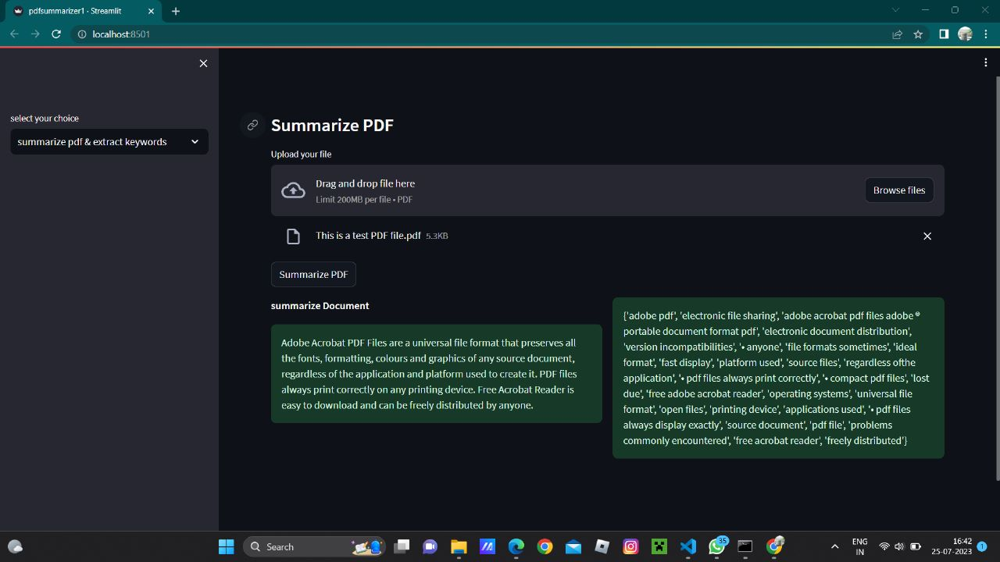 pdfsummarizer1 · Streamlit
localhost:8501
select your choice
summarize pdf & extract keywords
Summarize PDF
Upload your file
Drag and drop file here
Limit 200MB per file • PDF
Browse files
This is a test PDF file.pdf 5.3KB
Summarize PDF
summarize Document
Adobe Acrobat PDF Files are a universal file format that preserves all
the fonts, formatting, colours and graphics of any source document,
regardless of the application and platform used to create it. PDF files
always print correctly on any printing device. Free Acrobat Reader is
easy to download and can be freely distributed by anyone.
{'adobe pdf', 'electronic file sharing', 'adobe acrobat pdf files adobe ®
portable document format pdf', 'electronic document distribution',
'version incompatibilities', '• anyone', 'file formats sometimes', 'ideal
format', 'fast display', 'platform used', 'source files', 'regardless ofthe
application', '• pdf files always print correctly', '• compact pdf files', 'lost
due', 'free adobe acrobat reader', 'operating systems', 'universal file
format', 'open files', 'printing device', 'applications used', '• pdf files
always display exactly', 'source document', 'pdf file', 'problems
commonly encountered', 'free acrobat reader', 'freely distributed'}
Search
35
ENG
IN
16:42
25-07-2023
1